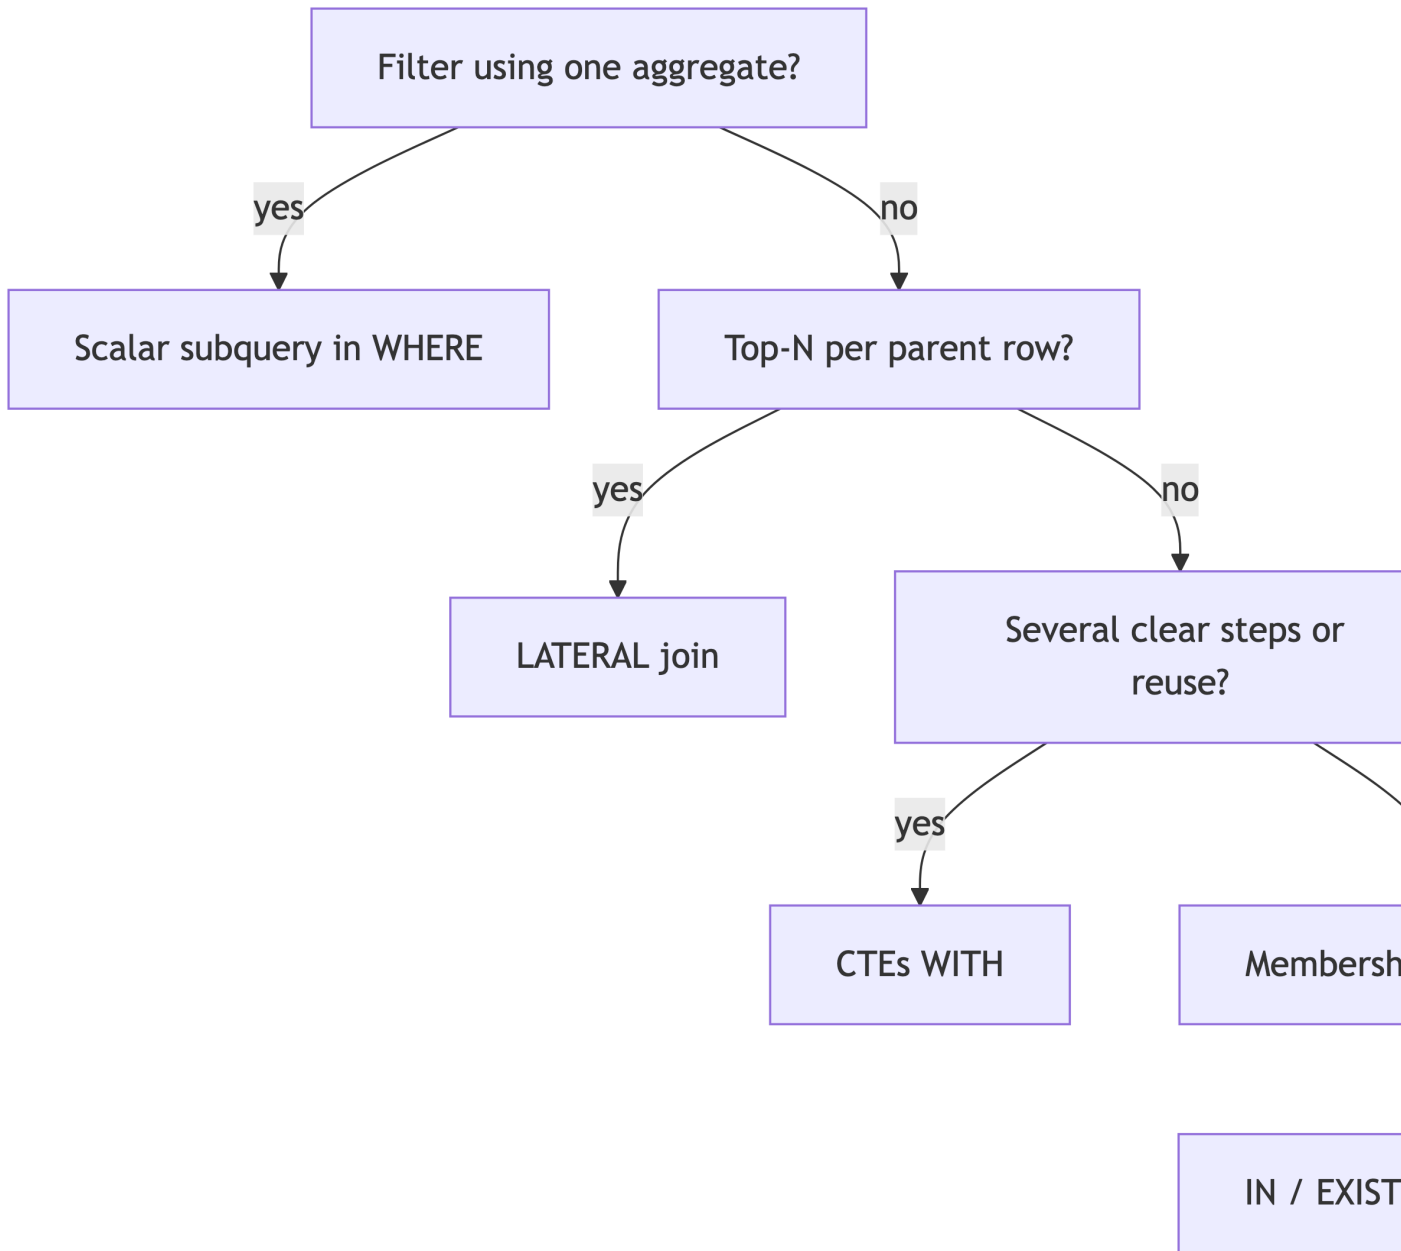 Filter using one aggregate?
yes
no
Scalar subquery in WHERE
Top-N per parent row?
yes
no
Several clear steps or
reuse?
LATERAL join
yes
CTEs WITH
IN /